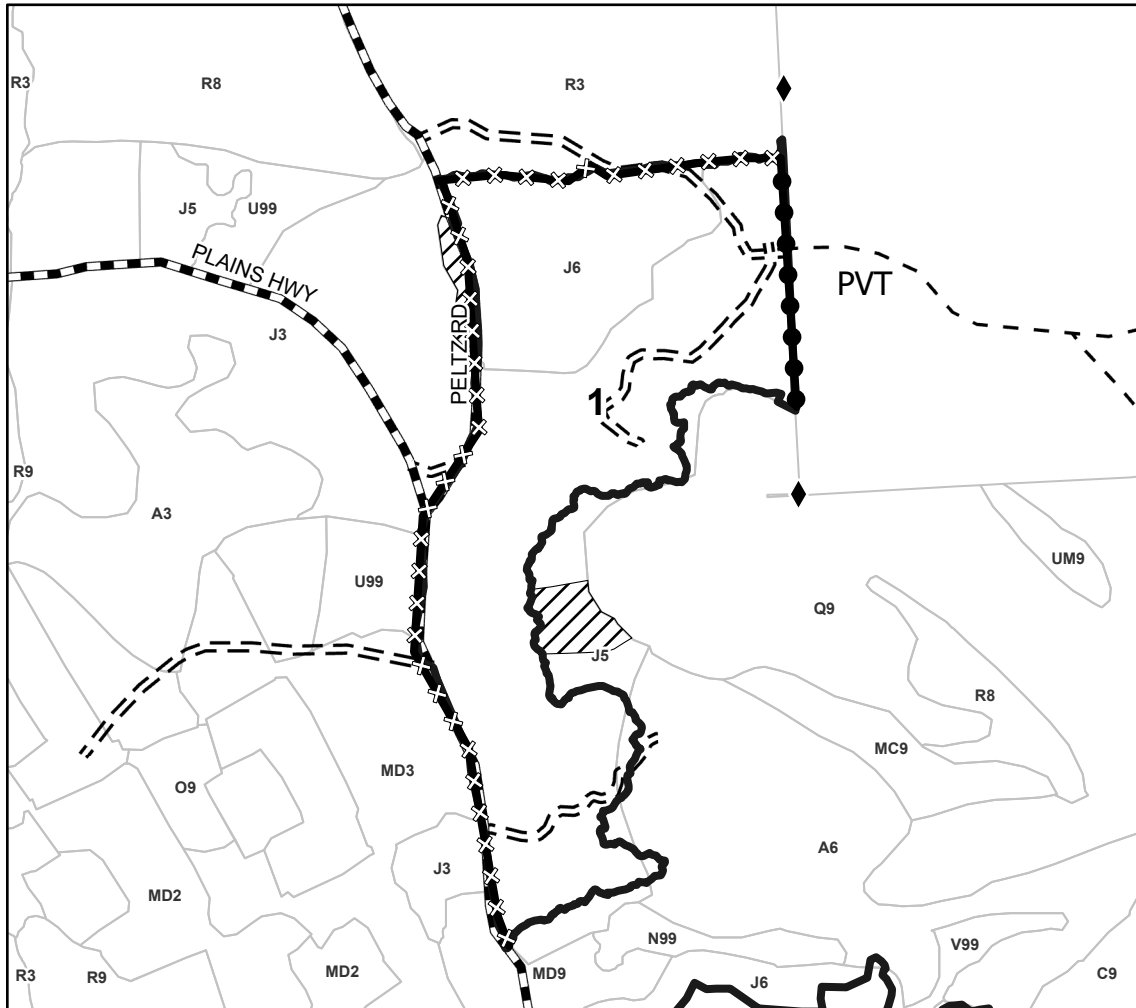 R3
R8
R3
J5
U99
PLAINS HWY
J6
PVT
J3
PELTZ RD
1
R9
A3
U99
UM9
Q9
J5
R8
MC9
MD3
O9
A6
J3
MD2
N99
V99
R3
R9
MD2
MD9
J6
C9